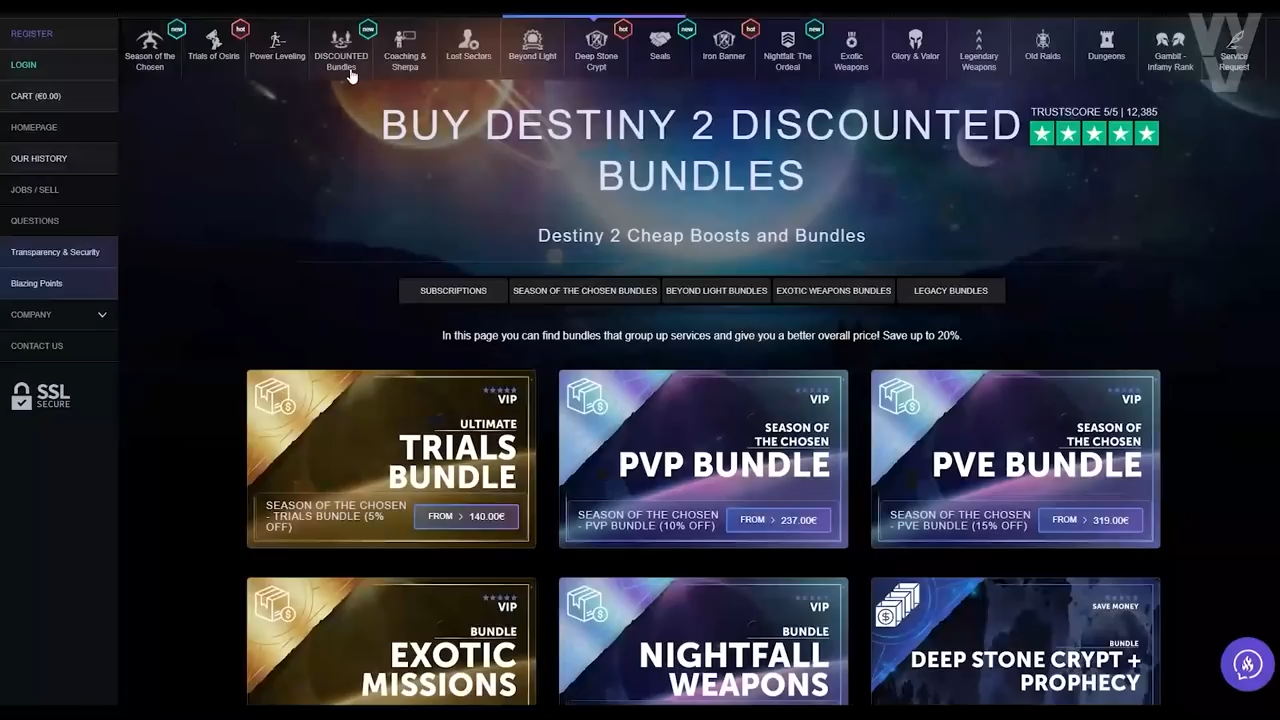 REGISTER
LOGIN
CART (€0.00)
HOMEPAGE
OUR HISTORY
JOBS / SELL
QUESTIONS
Transparency & Security
Blazing Points
COMPANY
CONTACT US
SSL
SECURE
new
hot
new
hot
new
hot
new
Season of the
Chosen
Trials of Osiris
Power Leveling
DISCOUNTED
Bundles
Coaching &
Sherpa
Lost Sectors
Beyond Light
Deep Stone
Crypt
Seals
Iron Banner
Nightfall: The
Ordeal
Exotic
Weapons
Glory & Valor
Legendary
Weapons
Old Raids
Dungeons
Gambit -
Infamy Rank
Service
Request
BUY DESTINY 2 DISCOUNTED
BUNDLES
TRUSTSCORE 5/5 | 12,385
Destiny 2 Cheap Boosts and Bundles
SUBSCRIPTIONS
SEASON OF THE CHOSEN BUNDLES
BEYOND LIGHT BUNDLES
EXOTIC WEAPONS BUNDLES
LEGACY BUNDLES
In this page you can find bundles that group up services and give you a better overall price! Save up to 20%.
VIP
ULTIMATE
TRIALS
BUNDLE
SEASON OF THE CHOSEN
- TRIALS BUNDLE (5%
OFF)
FROM > 140.00€
VIP
SEASON OF
THE CHOSEN
PVP BUNDLE
SEASON OF THE CHOSEN
- PVP BUNDLE (10% OFF)
FROM > 237.00€
VIP
SEASON OF
THE CHOSEN
PVE BUNDLE
SEASON OF THE CHOSEN
- PVE BUNDLE (15% OFF)
FROM > 319.00€
VIP
BUNDLE
EXOTIC
MISSIONS
VIP
BUNDLE
NIGHTFALL
WEAPONS
SAVE MONEY
BUNDLE
DEEP STONE CRYPT +
PROPHECY